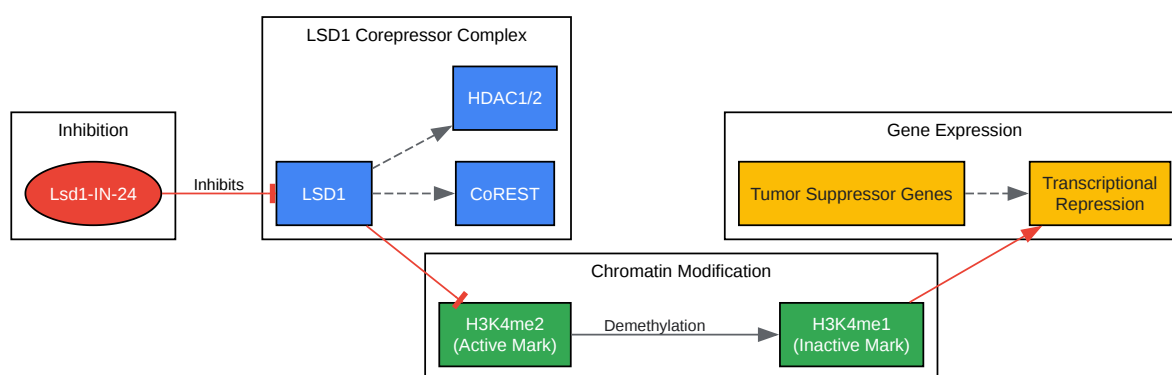 LSD1 Corepressor Complex
HDAC1/2
Inhibition
Lsd1-IN-24
Inhibits
LSD1
CoREST
Gene Expression
Tumor Suppressor Genes
Transcriptional
Repression
Chromatin Modification
H3K4me2
(Active Mark)
Demethylation
H3K4me1
(Inactive Mark)